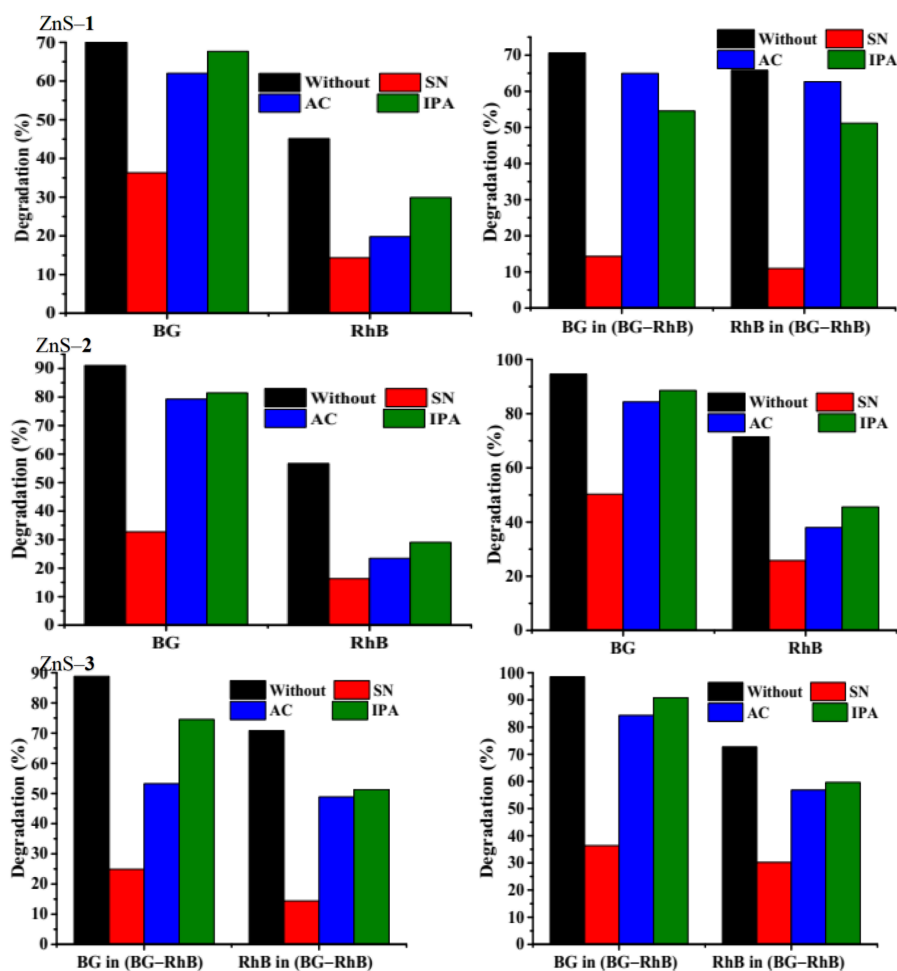 ZnS–1
Degradation (%)
70
60
50
40
30
20
10
0
Without SN
AC IPA
BG RhB
Degradation (%)
70
60
50
40
30
20
10
0
Without SN
AC IPA
BG in (BG–RhB) RhB in (BG–RhB)
ZnS–2
Degradation (%)
90
80
70
60
50
40
30
20
10
0
Without SN
AC IPA
BG RhB
Degradation (%)
100
80
60
40
20
0
Without SN
AC IPA
BG RhB
ZnS–3
Degradation (%)
90
80
70
60
50
40
30
20
10
0
Without SN
AC IPA
BG in (BG–RhB) RhB in (BG–RhB)
Degradation (%)
100
90
80
70
60
50
40
30
20
10
0
Without SN
AC IPA
BG in (BG–RhB) RhB in (BG–RhB)